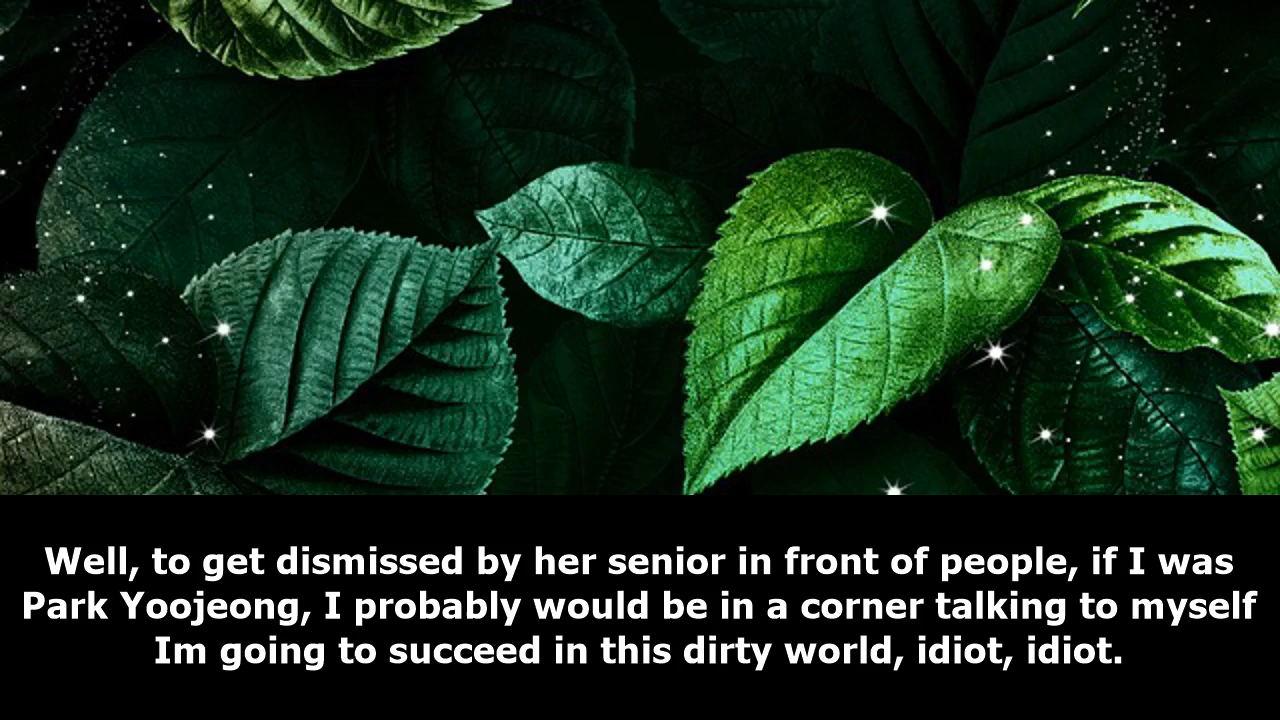 Well, to get dismissed by her senior in front of people, if I was
Park Yoojeong, I probably would be in a corner talking to myself
Im going to succeed in this dirty world, idiot, idiot.